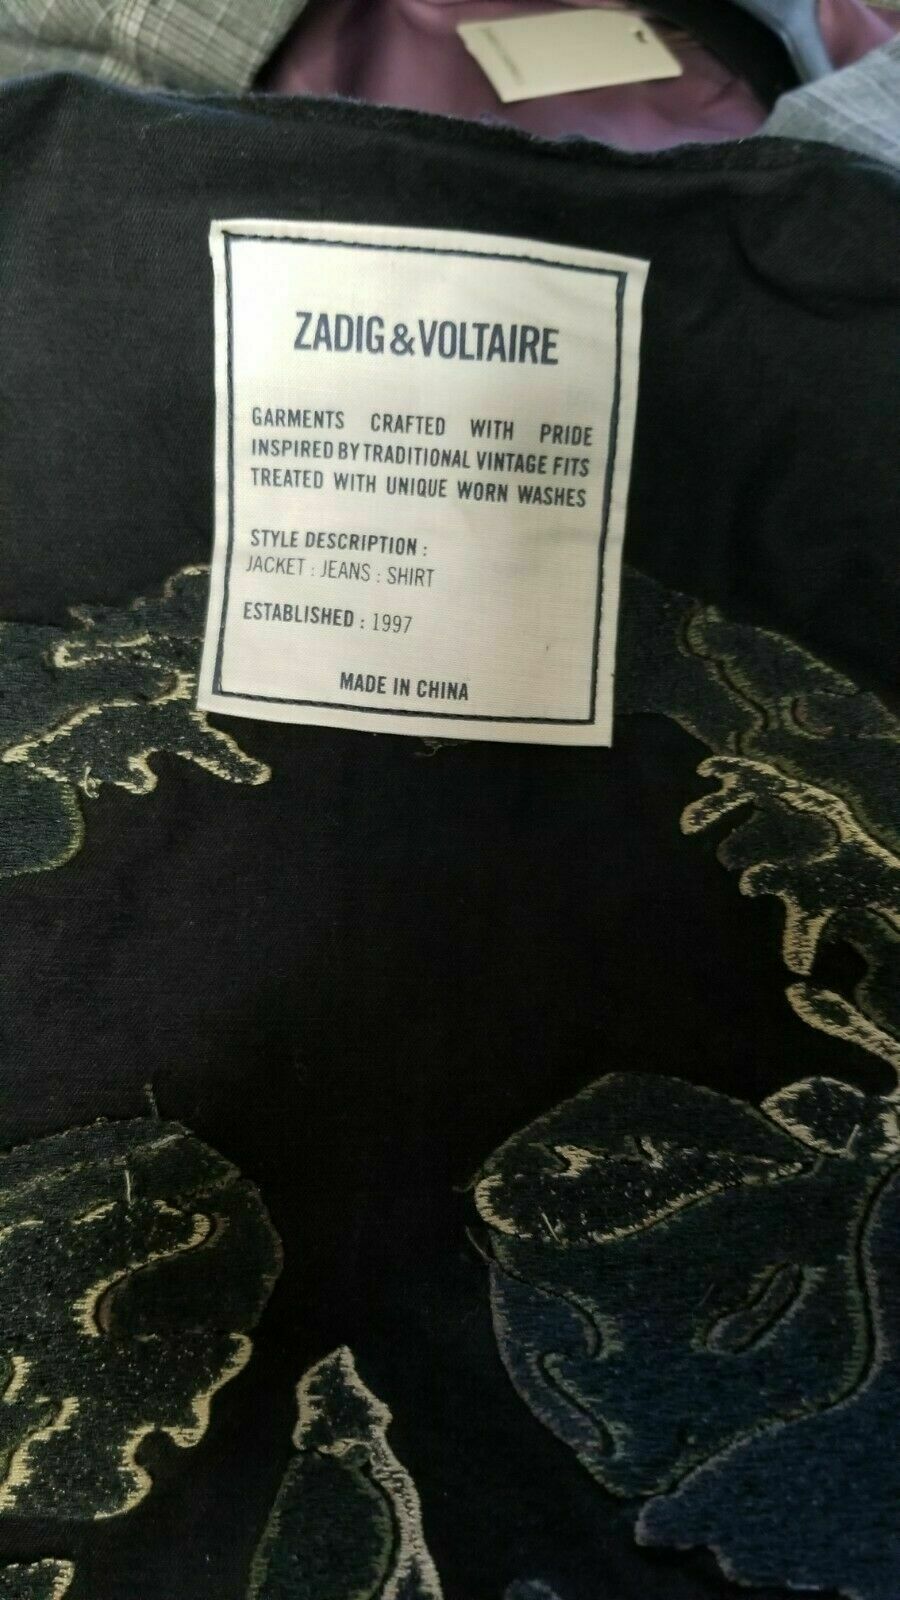 ZADIG&VOLTAIRE
GARMENTS CRAFTED WITH PRIDE
INSPIRED BY TRADITIONAL VINTAGE FITS
TREATED WITH UNIQUE WORN WASHES
STYLE DESCRIPTION :
JACKET : JEANS : SHIRT
ESTABLISHED : 1997
MADE IN CHINA